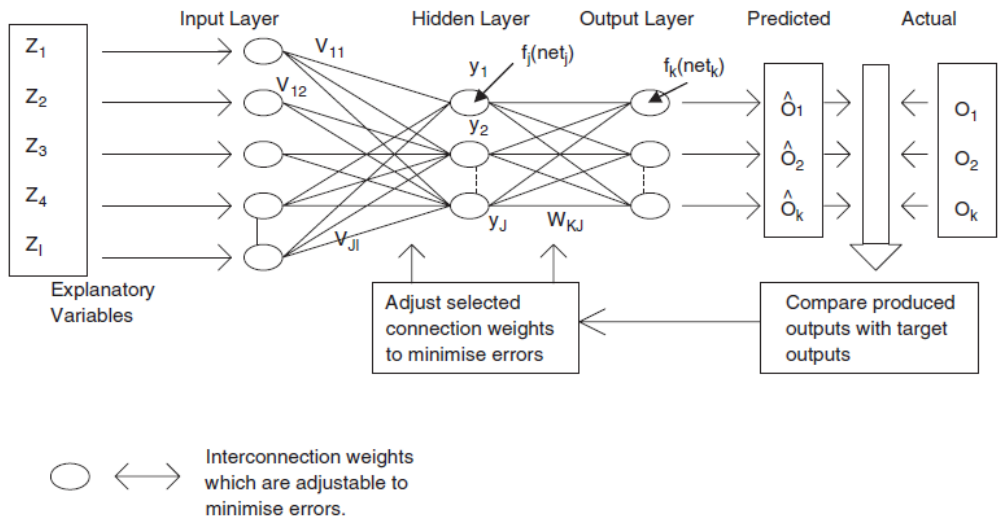 Input Layer Hidden Layer Output Layer Predicted Actual
Z1
Z2
Z3
Z4
ZI
Explanatory
Variables
V11
V12
VJI
y1
y2
yJ
fj(netj)
WKJ
fk(netk)
Ô1
Ô2
Ôk
O1
O2
Ok
Adjust selected
connection weights
to minimise errors
Compare produced
outputs with target
outputs
Interconnection weights
which are adjustable to
minimise errors.